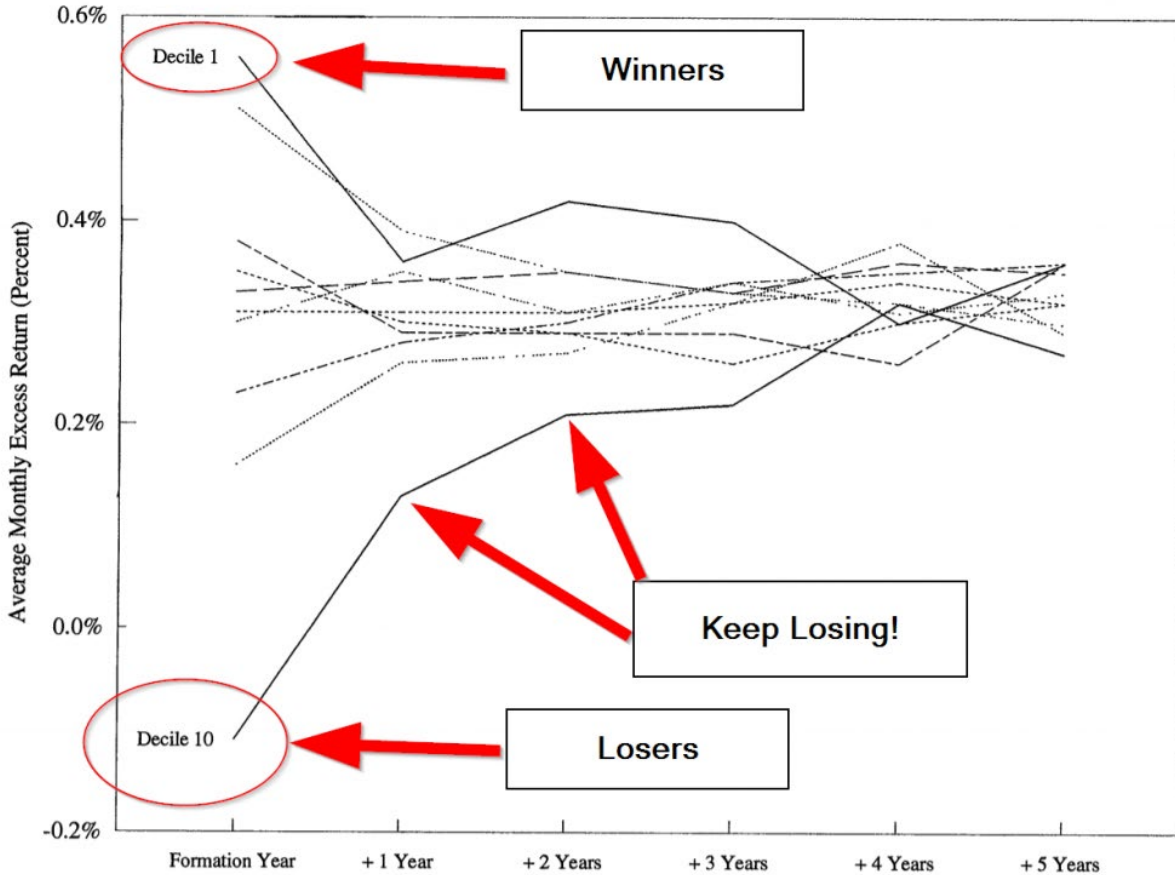 0.6%
Decile 1
Winners
0.4%
Average Monthly Excess Return (Percent)
0.2%
Keep Losing!
0.0%
Decile 10
Losers
-0.2%
Formation Year + 1 Year + 2 Years + 3 Years + 4 Years + 5 Years